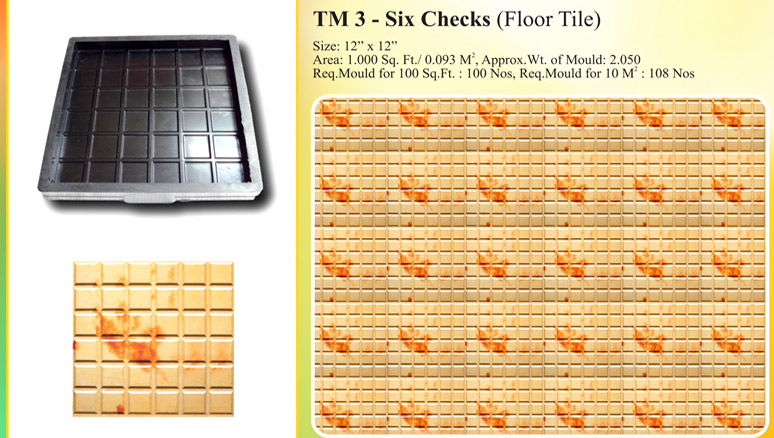 TM 3 - Six Checks (Floor Tile)
Size: 12” x 12”
Area: 1.000 Sq. Ft./ 0.093 M², Approx.Wt. of Mould: 2.050
Req.Mould for 100 Sq.Ft. : 100 Nos, Req.Mould for 10 M² : 108 Nos